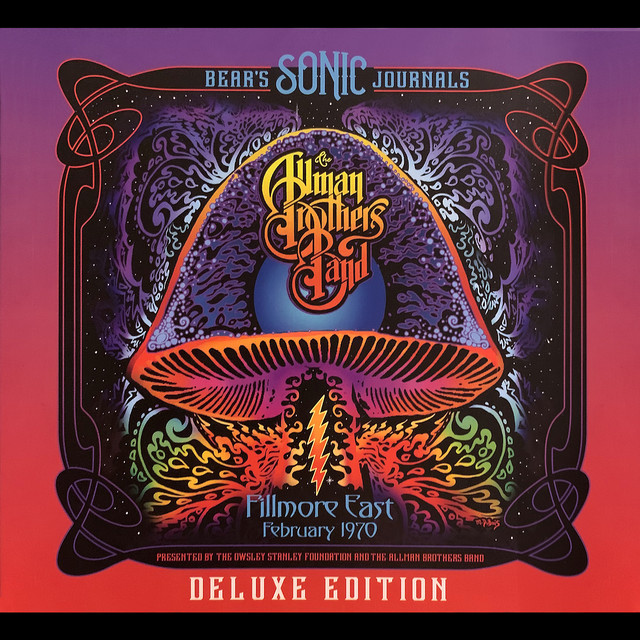 BEAR'S SONIC JOURNALS
The
Allman
Brothers
Band
Fillmore East
February 1970
PRESENTED BY THE OWSLEY STANLEY FOUNDATION AND THE ALLMAN BROTHERS BAND
DELUXE EDITION